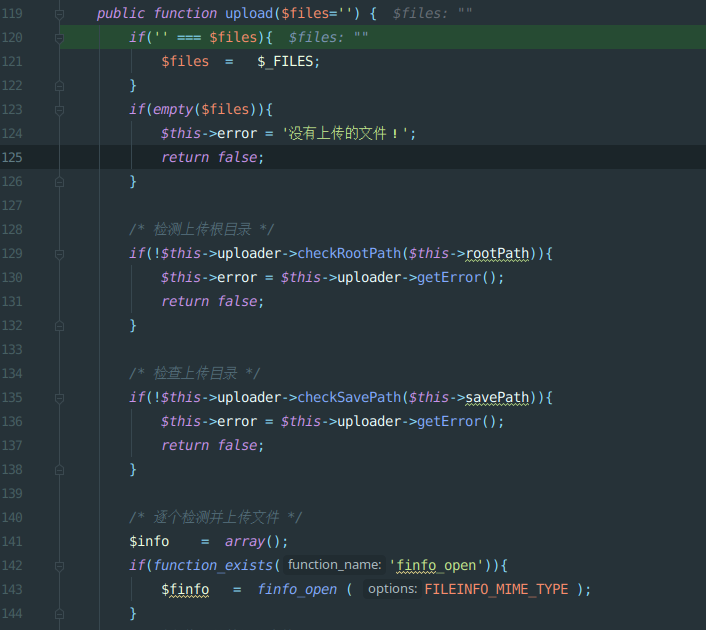 119 public function upload($files='') { $files: ""
120 if('' === $files){ $files: ""
121 $files = $_FILES;
122 }
123 if(empty($files)){
124 $this->error = '没有上传的文件！';
125 return false;
126 }
127
128 /* 检测上传根目录 */
129 if(!$this->uploader->checkRootPath($this->rootPath)){
130 $this->error = $this->uploader->getError();
131 return false;
132 }
133
134 /* 检查上传目录 */
135 if(!$this->uploader->checkSavePath($this->savePath)){
136 $this->error = $this->uploader->getError();
137 return false;
138 }
139
140 /* 逐个检测并上传文件 */
141 $info = array();
142 if(function_exists( function_name: 'finfo_open')){
143 $finfo = finfo_open ( options: FILEINFO_MIME_TYPE );
144 }